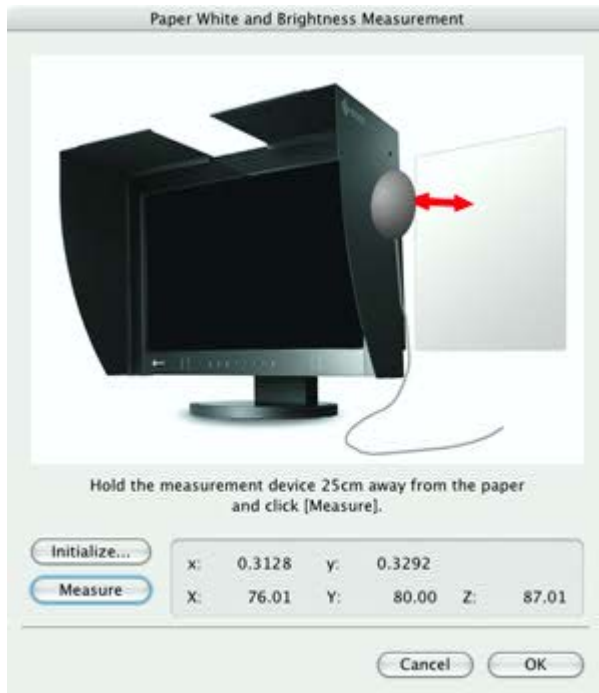 Paper White and Brightness Measurement
Hold the measurement device 25cm away from the paper
and click [Measure].
Initialize...
x: 0.3128 y: 0.3292
Measure
X: 76.01 Y: 80.00 Z: 87.01
Cancel OK